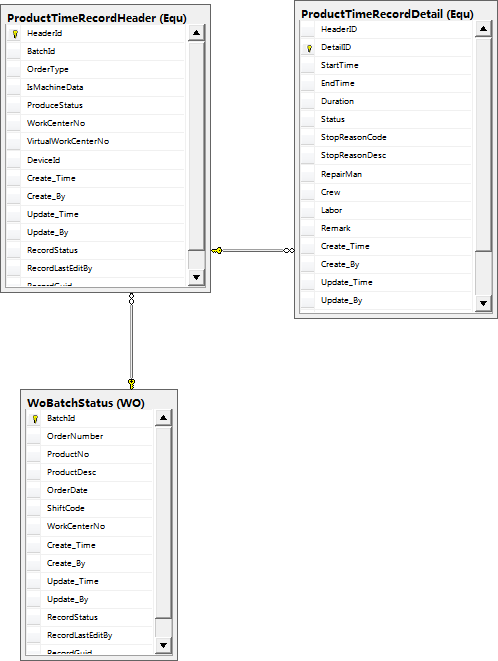 ProductTimeRecordHeader (Equ)
HeaderId
BatchId
OrderType
IsMachineData
ProduceStatus
WorkCenterNo
VirtualWorkCenterNo
DeviceId
Create_Time
Create_By
Update_Time
Update_By
RecordStatus
RecordLastEditBy
RecordGuid
ProductTimeRecordDetail (Equ)
HeaderID
DetailID
StartTime
EndTime
Duration
Status
StopReasonCode
StopReasonDesc
RepairMan
Crew
Labor
Remark
Create_Time
Create_By
Update_Time
Update_By
WoBatchStatus (WO)
BatchId
OrderNumber
ProductNo
ProductDesc
OrderDate
ShiftCode
WorkCenterNo
Create_Time
Create_By
Update_Time
Update_By
RecordStatus
RecordLastEditBy
RecordGuid